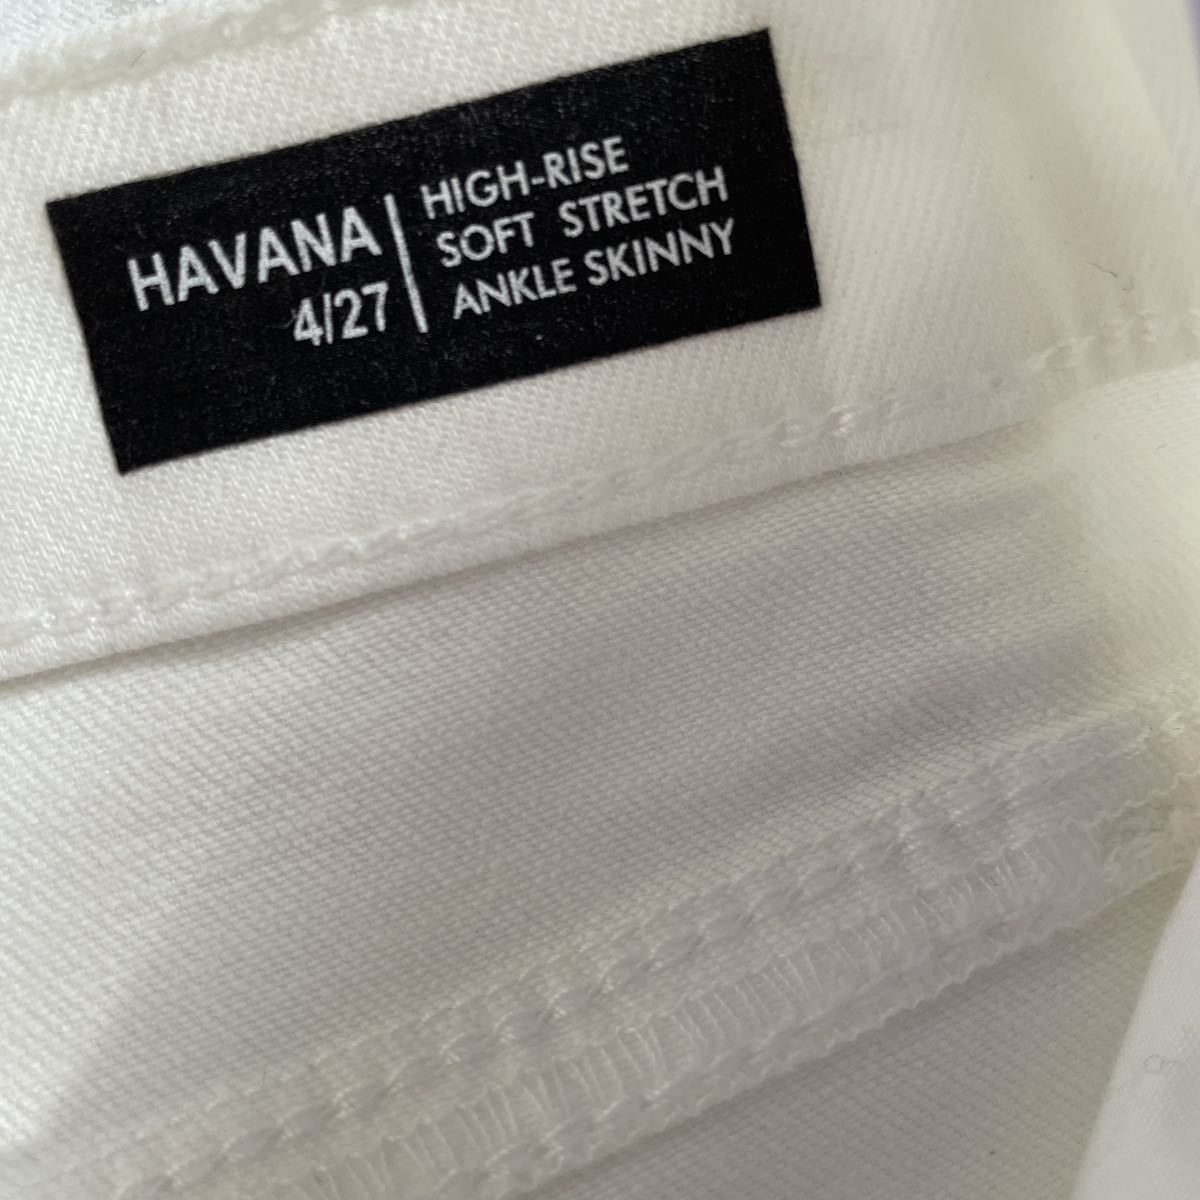 HAVANA
4/27
HIGH-RISE
SOFT STRETCH
ANKLE SKINNY